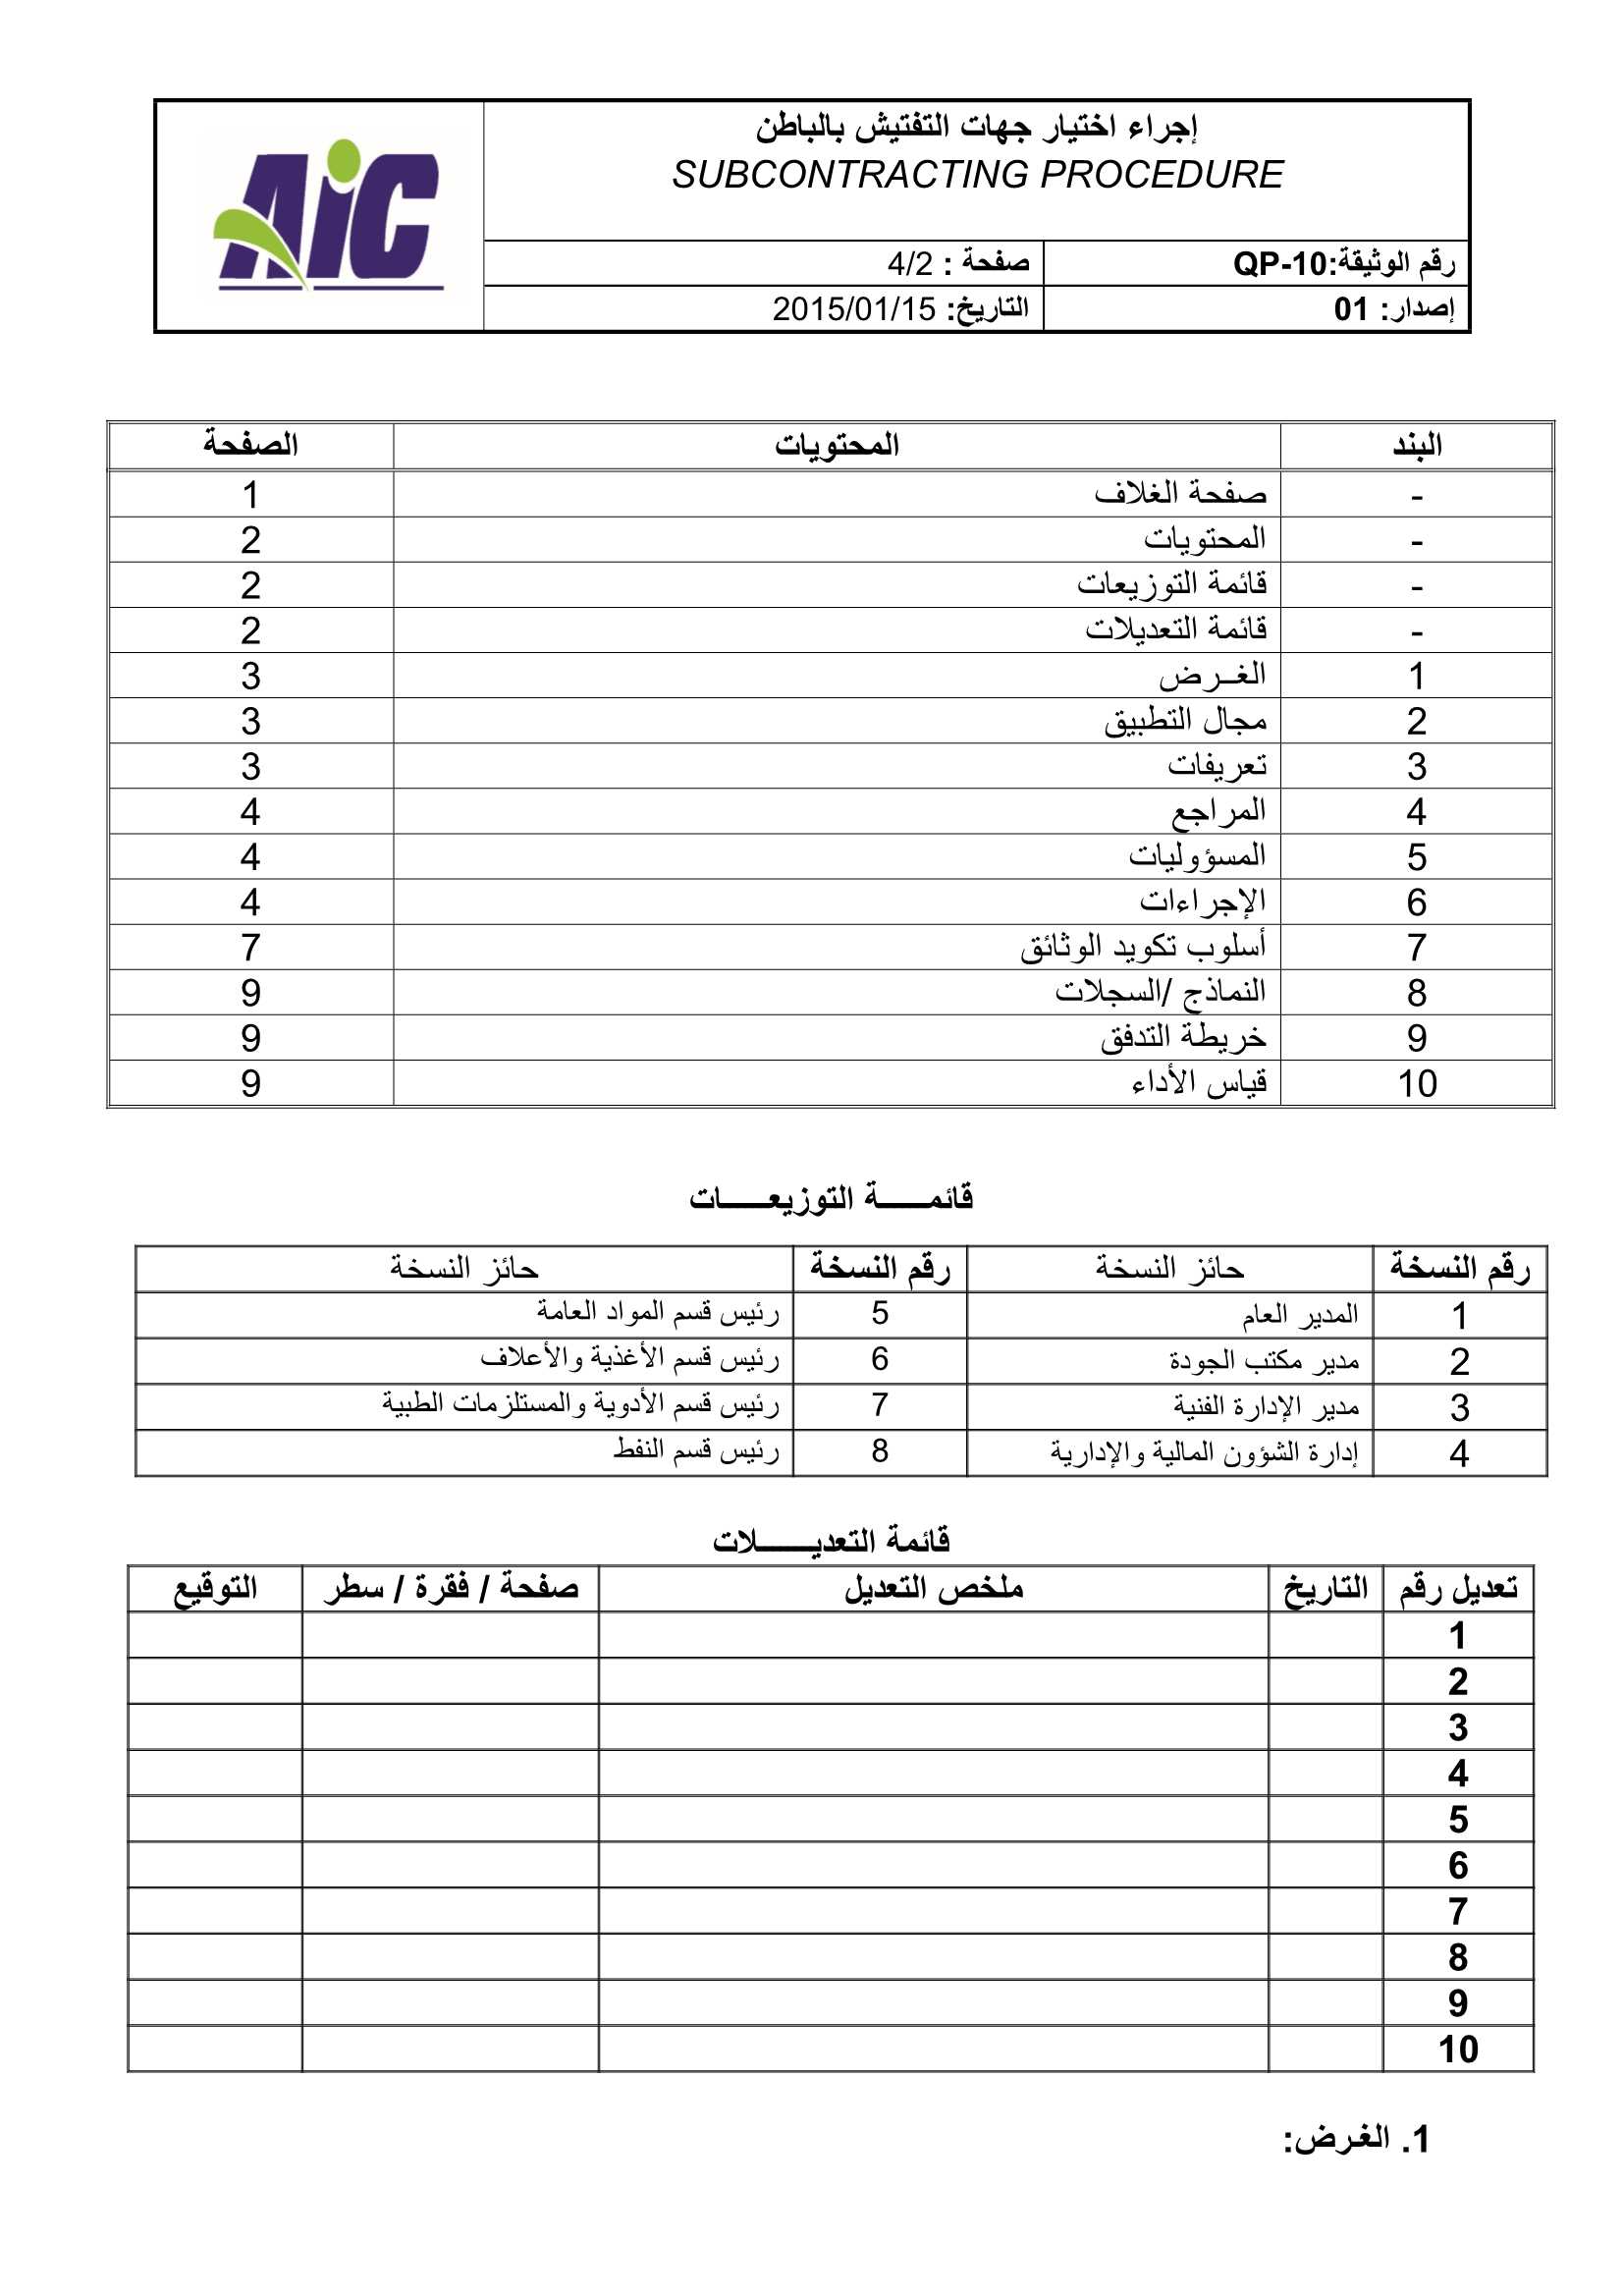 AiC
إجراء اختيار جهات التفتيش بالباطن
SUBCONTRACTING PROCEDURE
رقم الوثيقة:QP-10 صفحة : 4/2
إصدار: 01 التاريخ: 2015/01/15
البند المحتويات الصفحة
- صفحة الغلاف 1
- المحتويات 2
- قائمة التوزيعات 2
- قائمة التعديلات 2
1 الغــرض 3
2 مجال التطبيق 3
3 تعريفات 3
4 المراجع 4
5 المسؤوليات 4
6 الإجراءات 4
7 أسلوب تكويد الوثائق 7
8 النماذج /السجلات 9
9 خريطة التدفق 9
10 قياس الأداء 9
قائمــــــة التوزيعــــــات
رقم النسخة حائز النسخة رقم النسخة حائز النسخة
1 المدير العام 5 رئيس قسم المواد العامة
2 مدير مكتب الجودة 6 رئيس قسم الأغذية والأعلاف
3 مدير الإدارة الفنية 7 رئيس قسم الأدوية والمستلزمات الطبية
4 إدارة الشؤون المالية والإدارية 8 رئيس قسم النفط
قائمة التعديـــــــلات
تعديل رقم التاريخ ملخص التعديل صفحة / فقرة / سطر التوقيع
1
2
3
4
5
6
7
8
9
10
1. الغرض: